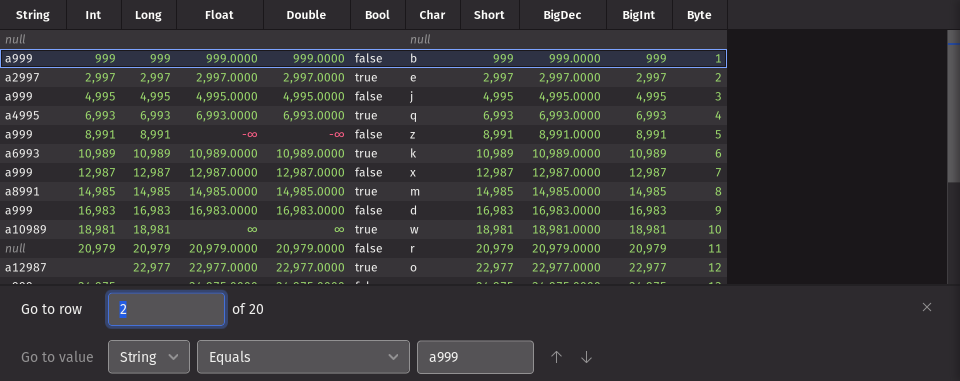 String Int Long Float Double Bool Char Short BigDec BigInt Byte
null null
a999 999 999 999.0000 999.0000 false b 999 999.0000 999 1
a2997 2,997 2,997 2,997.0000 2,997.0000 true e 2,997 2,997.0000 2,997 2
a999 4,995 4,995 4,995.0000 4,995.0000 false j 4,995 4,995.0000 4,995 3
a4995 6,993 6,993 6,993.0000 6,993.0000 true q 6,993 6,993.0000 6,993 4
a999 8,991 8,991 -∞ -∞ false z 8,991 8,991.0000 8,991 5
a6993 10,989 10,989 10,989.0000 10,989.0000 true k 10,989 10,989.0000 10,989 6
a999 12,987 12,987 12,987.0000 12,987.0000 false x 12,987 12,987.0000 12,987 7
a8991 14,985 14,985 14,985.0000 14,985.0000 true m 14,985 14,985.0000 14,985 8
a999 16,983 16,983 16,983.0000 16,983.0000 false d 16,983 16,983.0000 16,983 9
a10989 18,981 18,981 ∞ ∞ true w 18,981 18,981.0000 18,981 10
null 20,979 20,979 20,979.0000 20,979.0000 false r 20,979 20,979.0000 20,979 11
a12987 22,977 22,977.0000 22,977.0000 true o 22,977 22,977.0000 22,977 12
Go to row 2 of 20
Go to value String Equals a999